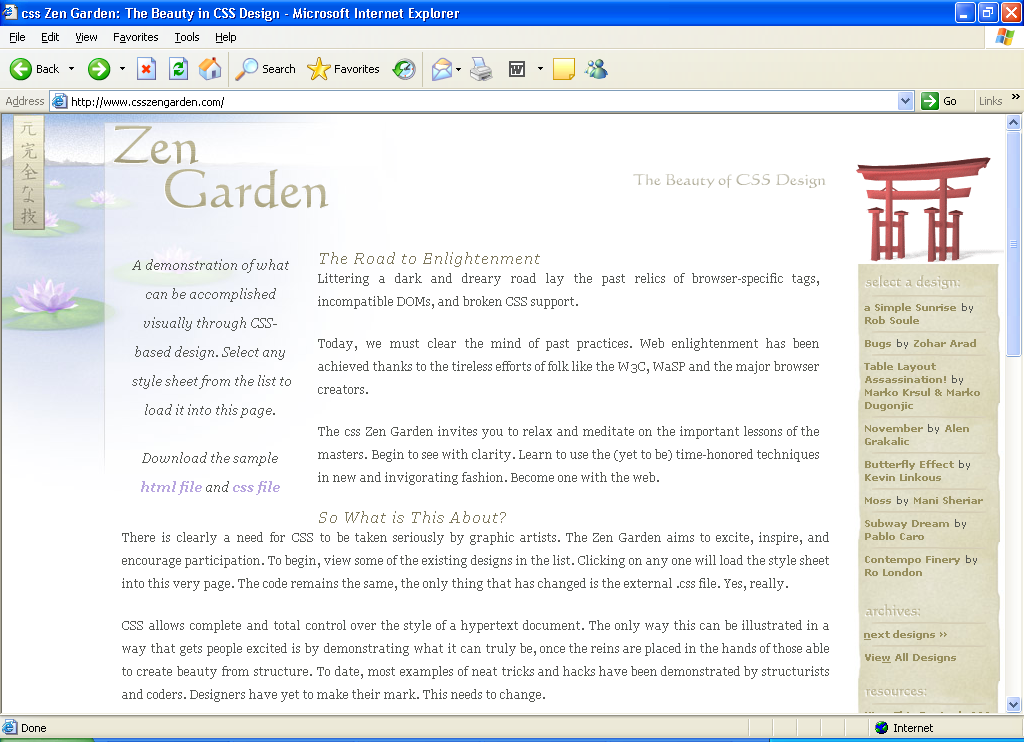 css Zen Garden: The Beauty in CSS Design - Microsoft Internet Explorer
File Edit View Favorites Tools Help
Back Search Favorites
Address http://www.csszengarden.com/ Go Links »
元
完
全
な
技
Zen
Garden
The Beauty of CSS Design
A demonstration of what
can be accomplished
visually through CSS-
based design. Select any
style sheet from the list to
load it into this page.
Download the sample
html file and css file
The Road to Enlightenment
Littering a dark and dreary road lay the past relics of browser-specific tags,
incompatible DOMs, and broken CSS support.
Today, we must clear the mind of past practices. Web enlightenment has been
achieved thanks to the tireless efforts of folk like the W3C, WaSP and the major browser
creators.
The css Zen Garden invites you to relax and meditate on the important lessons of the
masters. Begin to see with clarity. Learn to use the (yet to be) time-honored techniques
in new and invigorating fashion. Become one with the web.
So What is This About?
There is clearly a need for CSS to be taken seriously by graphic artists. The Zen Garden aims to excite, inspire, and
encourage participation. To begin, view some of the existing designs in the list. Clicking on any one will load the style sheet
into this very page. The code remains the same, the only thing that has changed is the external .css file. Yes, really.
CSS allows complete and total control over the style of a hypertext document. The only way this can be illustrated in a
way that gets people excited is by demonstrating what it can truly be, once the reins are placed in the hands of those able
to create beauty from structure. To date, most examples of neat tricks and hacks have been demonstrated by structurists
and coders. Designers have yet to make their mark. This needs to change.
select a design:
a Simple Sunrise by
Rob Soule
Bugs by Zohar Arad
Table Layout
Assassination! by
Marko Krsul & Marko
Dugonjic
November by Alen
Grakalic
Butterfly Effect by
Kevin Linkous
Moss by Mani Sheriar
Subway Dream by
Pablo Caro
Contempo Finery by
Ro London
archives:
next designs »
View All Designs
resources:
Done Internet